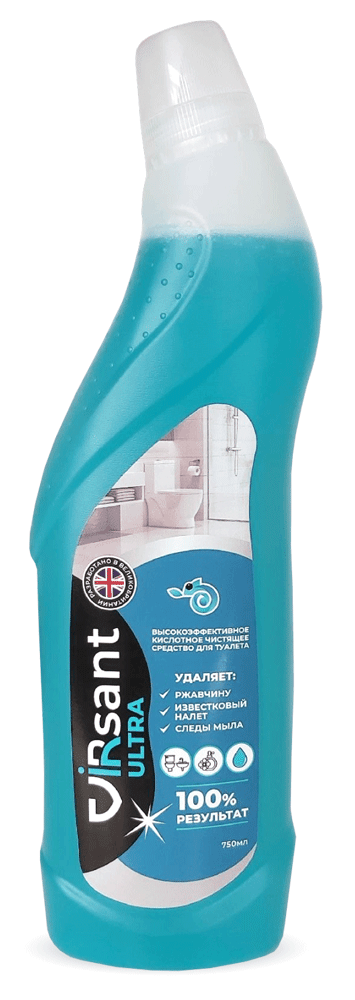 РАЗРАБОТАНО В ВЕЛИКОБРИТАНИИ
Virsant
ULTRA
ВЫСОКОЭФФЕКТИВНОЕ
КИСЛОТНОЕ ЧИСТЯЩЕЕ
СРЕДСТВО ДЛЯ ТУАЛЕТА
УДАЛЯЕТ:
РЖАВЧИНУ
ИЗВЕСТКОВЫЙ
НАЛЕТ
СЛЕДЫ МЫЛА
100%
РЕЗУЛЬТАТ
750МЛ